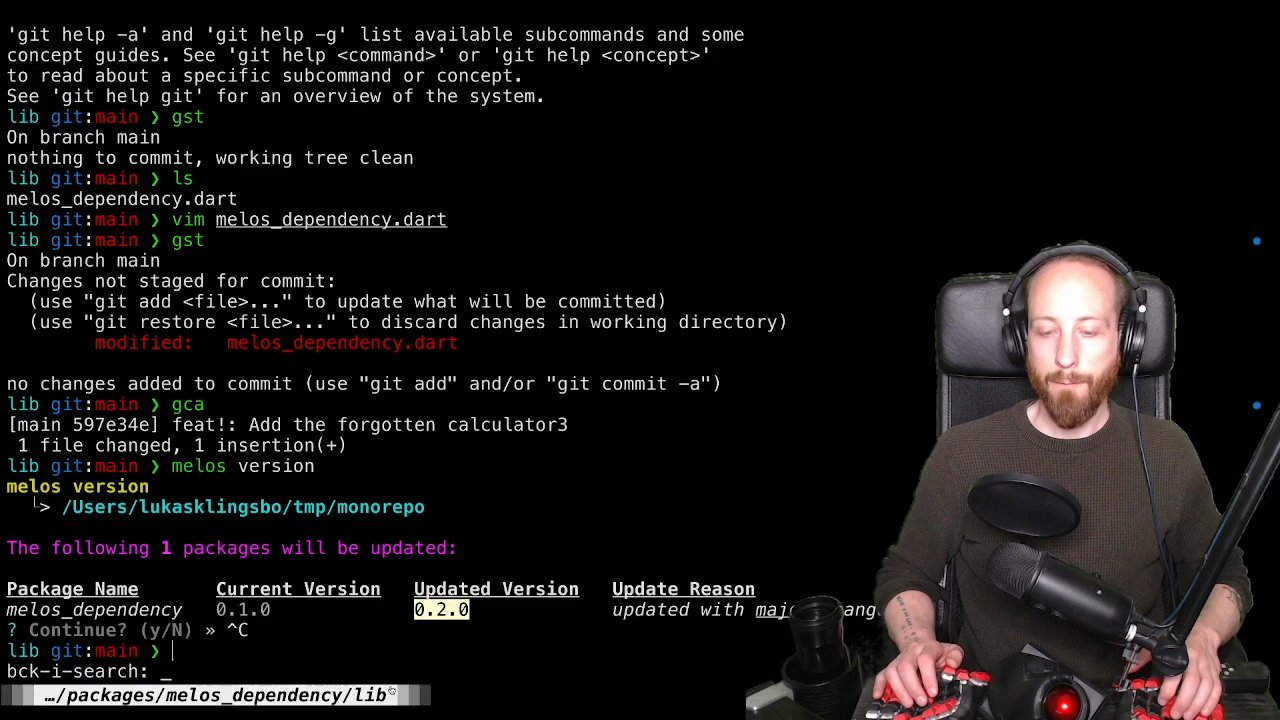 'git help -a' and 'git help -g' list available subcommands and some
concept guides. See 'git help <command>' or 'git help <concept>'
to read about a specific subcommand or concept.
See 'git help git' for an overview of the system.
lib git:main ❯ gst
On branch main
nothing to commit, working tree clean
lib git:main ❯ ls
melos_dependency.dart
lib git:main ❯ vim melos_dependency.dart
lib git:main ❯ gst
On branch main
Changes not staged for commit:
(use "git add <file>..." to update what will be committed)
(use "git restore <file>..." to discard changes in working directory)
modified: melos_dependency.dart
no changes added to commit (use "git add" and/or "git commit -a")
lib git:main ❯ gca
[main 597e34e] feat!: Add the forgotten calculator3
1 file changed, 1 insertion(+)
lib git:main ❯ melos version
melos version
└> /Users/lukasklingsbo/tmp/monorepo
The following 1 packages will be updated:
Package Name Current Version Updated Version Update Reason
melos_dependency 0.1.0 0.2.0 updated with
? Continue? (y/N) » ^C
lib git:main ❯
bck-i-search: _
…/packages/melos_dependency/lib